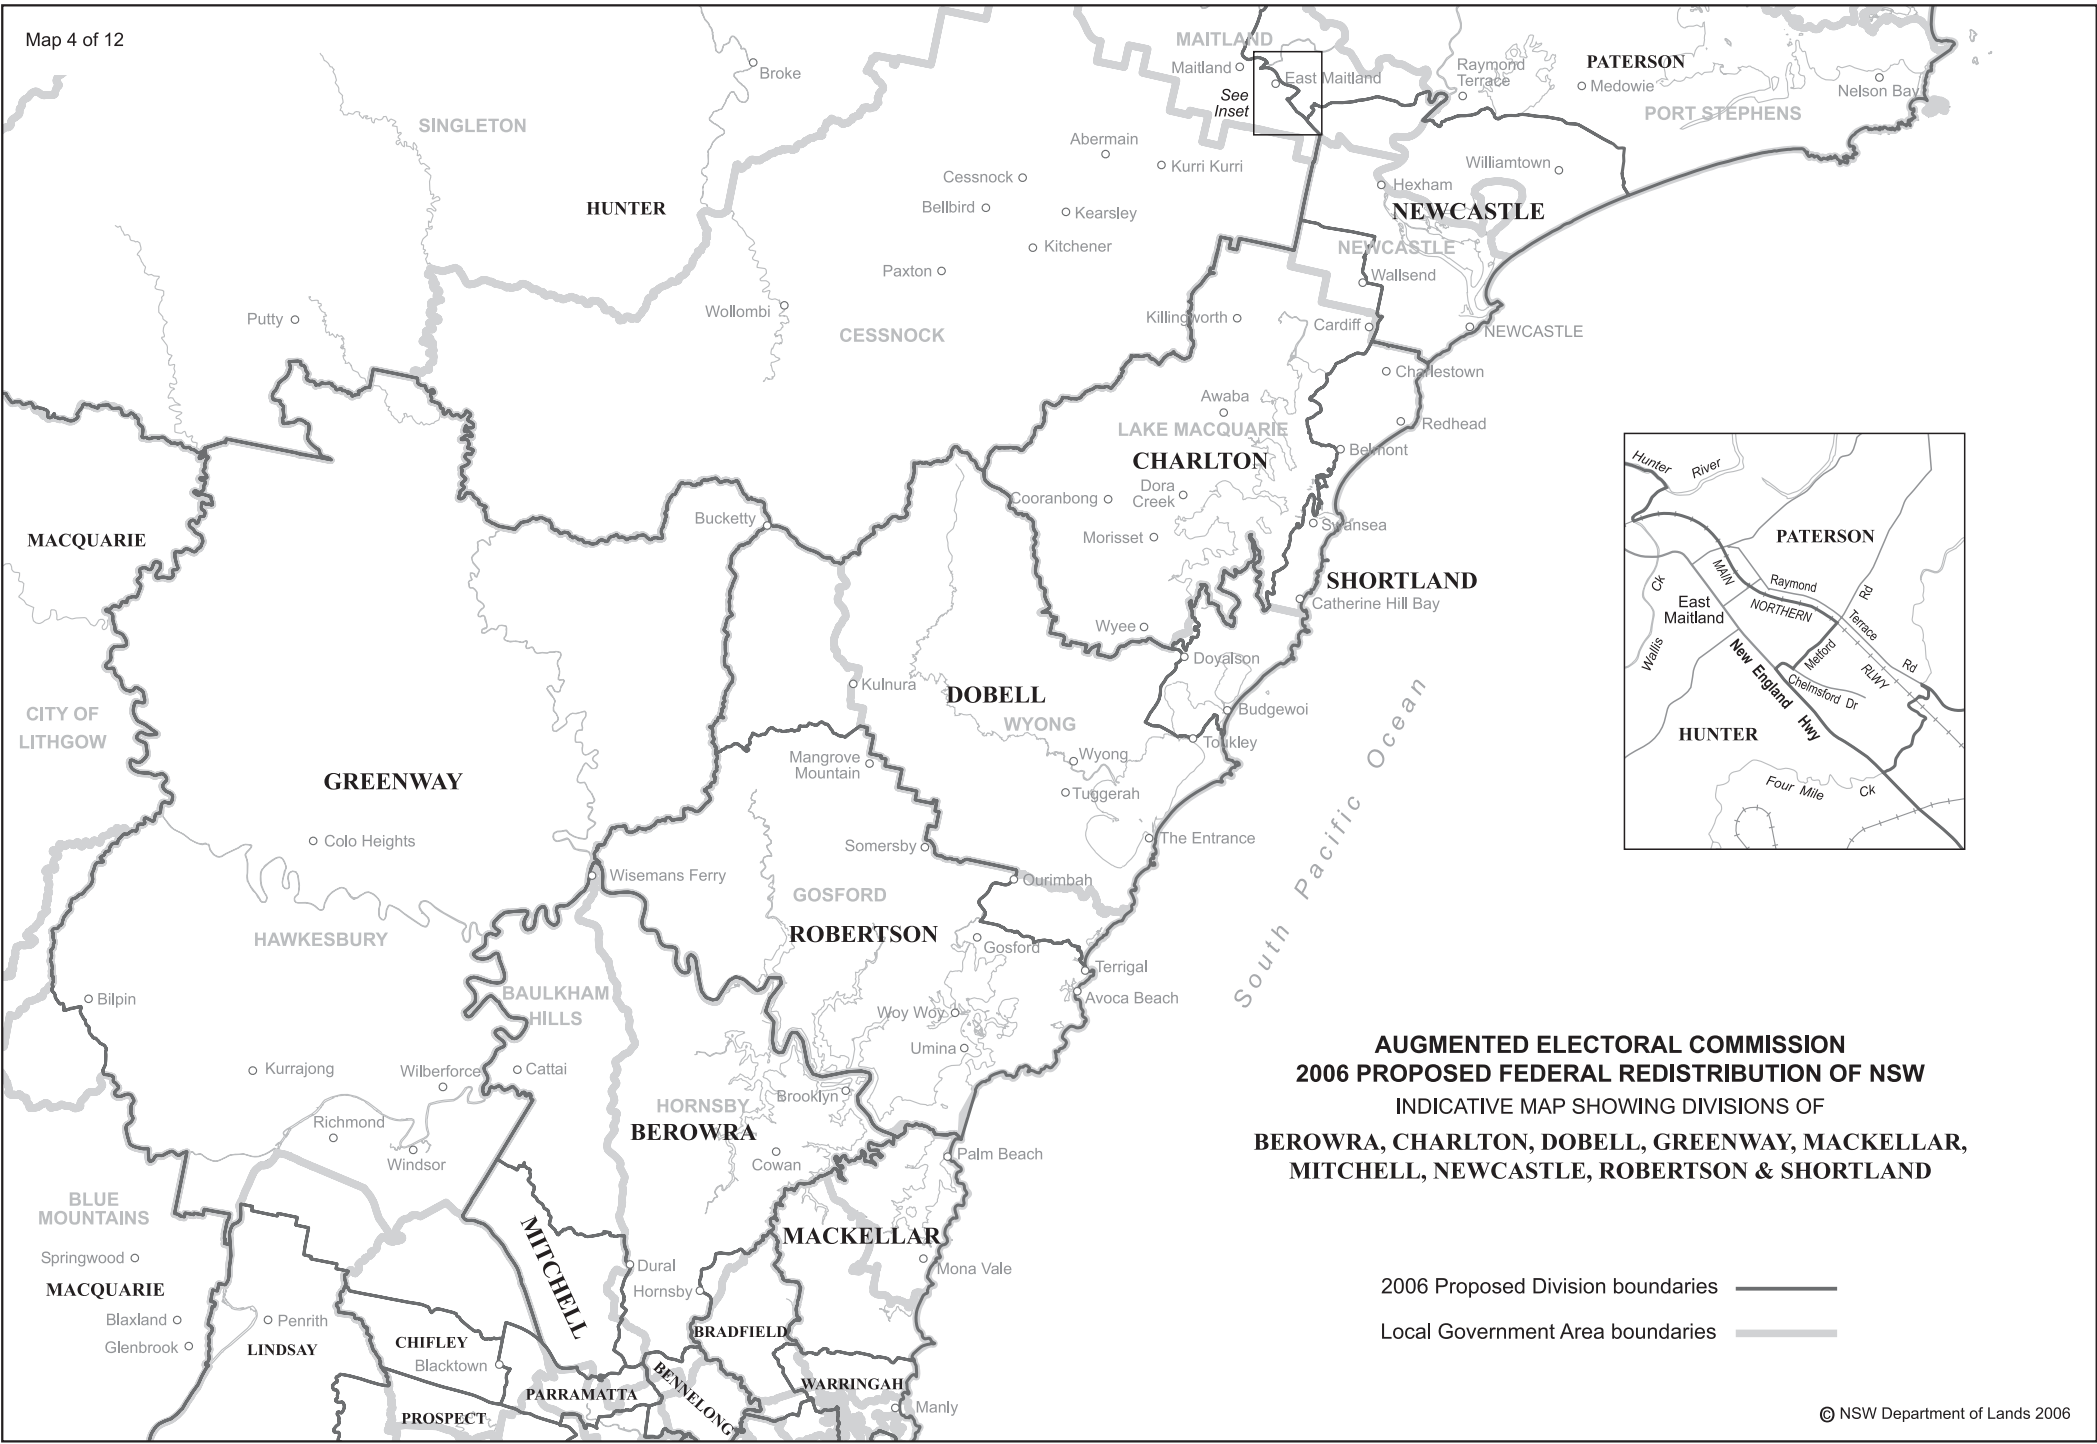 Map 4 of 12
MAITLAND
Maitland
East Maitland
See
Inset
Raymond
Terrace
PATERSON
Medowie
Nelson Bay
PORT STEPHENS
Broke
SINGLETON
Abermain
Kurri Kurri
Cessnock
Bellbird
Kearsley
Kitchener
Paxton
Wollombi
CESSNOCK
HUNTER
Putty
Williamtown
Hexham
NEWCASTLE
NEWCASTLE
Wallsend
Killingworth
Cardiff
NEWCASTLE
Charlestown
Awaba
Redhead
LAKE MACQUARIE
CHARLTON
Belmont
Dora
Creek
Cooranbong
Swansea
Morisset
SHORTLAND
Catherine Hill Bay
Wyee
Doyalson
Budgewoi
Toukley
Bucketty
MACQUARIE
CITY OF
LITHGOW
Kulnura
DOBELL
WYONG
Wyong
Tuggerah
The Entrance
Mangrove
Mountain
GREENWAY
Colo Heights
Somersby
Ourimbah
Wisemans Ferry
GOSFORD
ROBERTSON
Gosford
HAWKESBURY
Terrigal
Avoca Beach
Bilpin
BAULKHAM
HILLS
Woy Woy
Umina
Kurrajong
Wilberforce
Cattai
Brooklyn
HORNSBY
BEROWRA
Richmond
Windsor
Cowan
Palm Beach
BLUE
MOUNTAINS
Springwood
MACQUARIE
Blaxland
Glenbrook
Penrith
LINDSAY
MITCHELL
Dural
Hornsby
MACKELLAR
Mona Vale
CHIFLEY
Blacktown
BRADFIELD
PARRAMATTA
PROSPECT
BENNELONG
WARRINGAH
Manly
South Pacific Ocean
Hunter River
PATERSON
MAIN
NORTHERN
RLWY
Raymond
Terrace
Rd
Rd
Ck
Wallis
East
Maitland
Metford
Chelmsford Dr
New England Hwy
HUNTER
Four Mile Ck
AUGMENTED ELECTORAL COMMISSION
2006 PROPOSED FEDERAL REDISTRIBUTION OF NSW
INDICATIVE MAP SHOWING DIVISIONS OF
BEROWRA, CHARLTON, DOBELL, GREENWAY, MACKELLAR,
MITCHELL, NEWCASTLE, ROBERTSON & SHORTLAND
2006 Proposed Division boundaries
Local Government Area boundaries
© NSW Department of Lands 2006